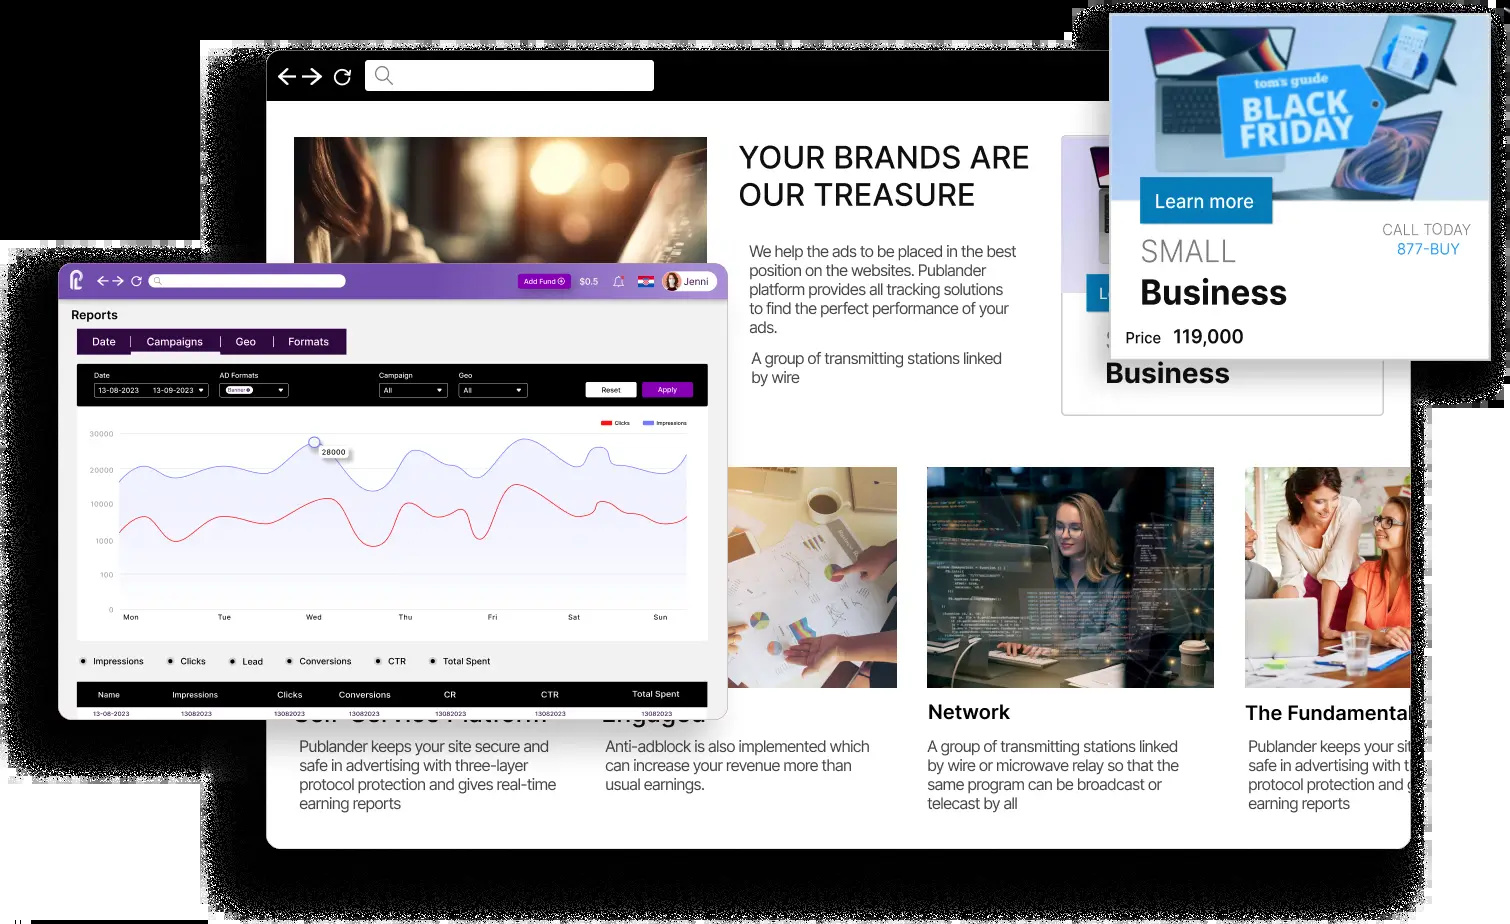 tom's guide
BLACK
FRIDAY
Learn more
CALL TODAY
877-BUY
SMALL
Business
Price 119,000
Business
YOUR BRANDS ARE
OUR TREASURE
We help the ads to be placed in the best
position on the websites. Publander
platform provides all tracking solutions
to find the perfect performance of your
ads.
A group of transmitting stations linked
by wire
Add Fund
$0.5
Jenni
Reports
Date | Campaigns | Geo | Formats
Date AD Formats Campaign Geo
13-08-2023 13-09-2023 Banner All All Reset Apply
Clicks Impressions
30000
28000
20000
10000
1000
100
0
Mon Tue Wed Thu Fri Sat Sun
Impressions Clicks Lead Conversions CTR Total Spent
Name Impressions Clicks Conversions CR CTR Total Spent
13-08-2023 13082023 13082023 13082023 13082023 13082023 13082023
Self-Service Platform
Publander keeps your site secure and
safe in advertising with three-layer
protocol protection and gives real-time
earning reports
Engaged
Anti-adblock is also implemented which
can increase your revenue more than
usual earnings.
Network
A group of transmitting stations linked
by wire or microwave relay so that the
same program can be broadcast or
telecast by all
The Fundamental
Publander keeps your sit
safe in advertising with t
protocol protection and g
earning reports